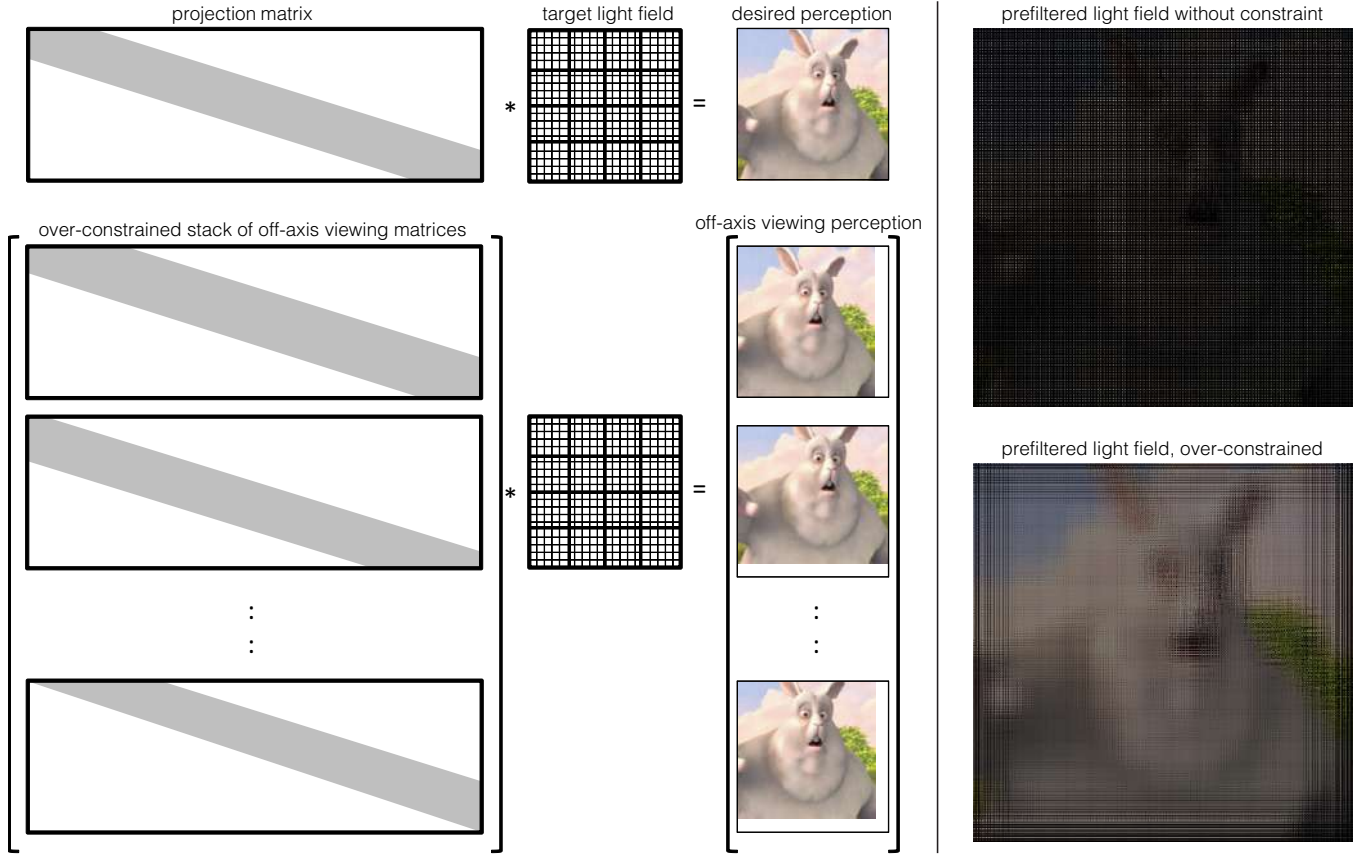 projection matrix
target light field
desired perception
prefiltered light field without constraint
*
=
over-constrained stack of off-axis viewing matrices
off-axis viewing perception
prefiltered light field, over-constrained
*
=